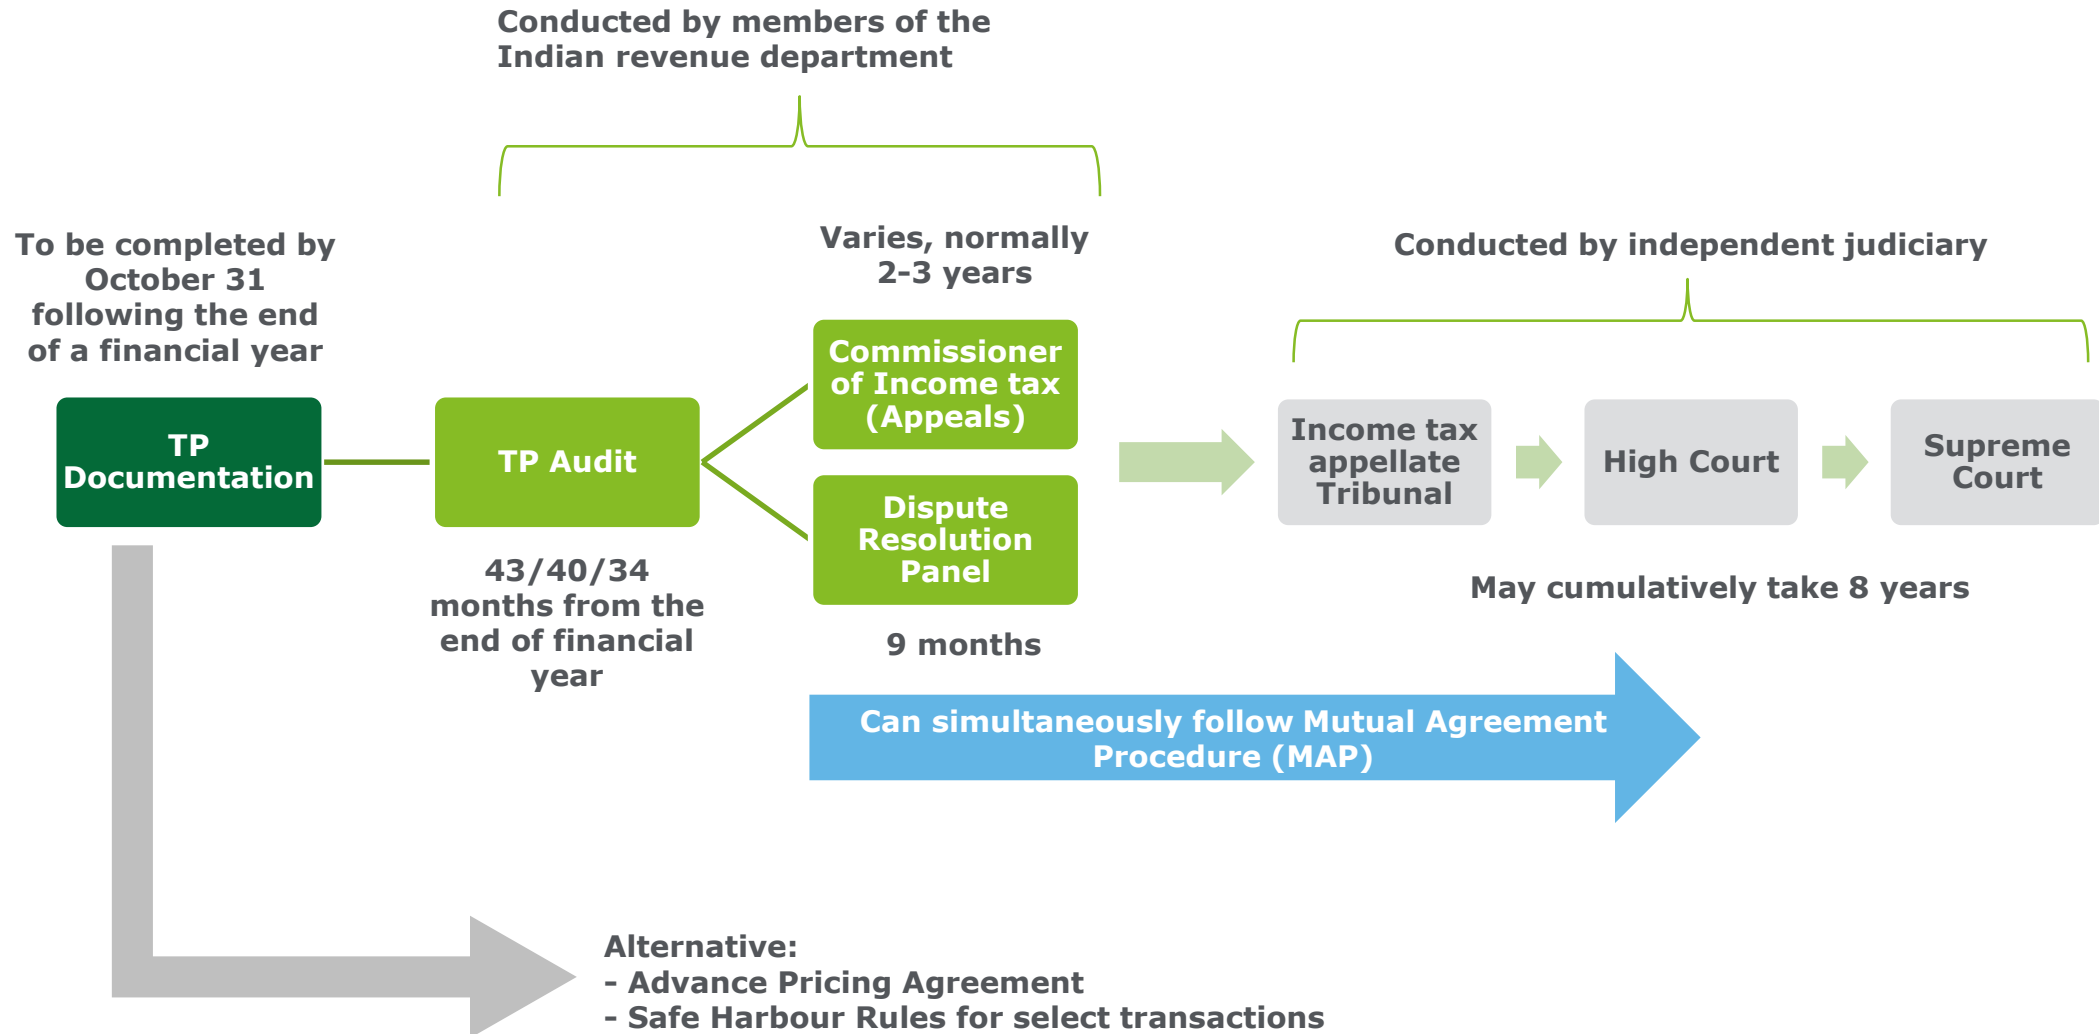 Conducted by members of the
Indian revenue department
To be completed by
October 31
following the end
of a financial year
Varies, normally
2-3 years
Conducted by independent judiciary
TP
Documentation
TP Audit
Commissioner
of Income tax
(Appeals)
Dispute
Resolution
Panel
Income tax
appellate
Tribunal
High Court
Supreme
Court
43/40/34
months from the
end of financial
year
9 months
May cumulatively take 8 years
Can simultaneously follow Mutual Agreement
Procedure (MAP)
Alternative:
- Advance Pricing Agreement
- Safe Harbour Rules for select transactions